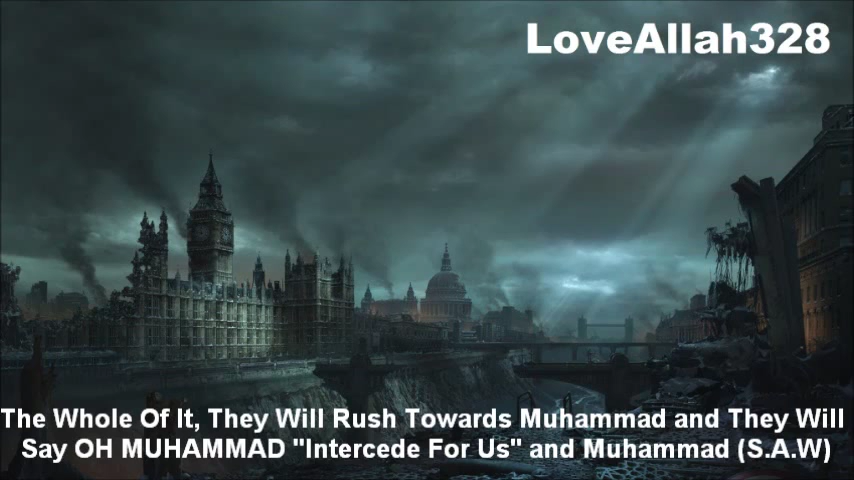 LoveAllah328
The Whole Of It, They Will Rush Towards Muhammad and They Will
Say OH MUHAMMAD "Intercede For Us" and Muhammad (S.A.W)